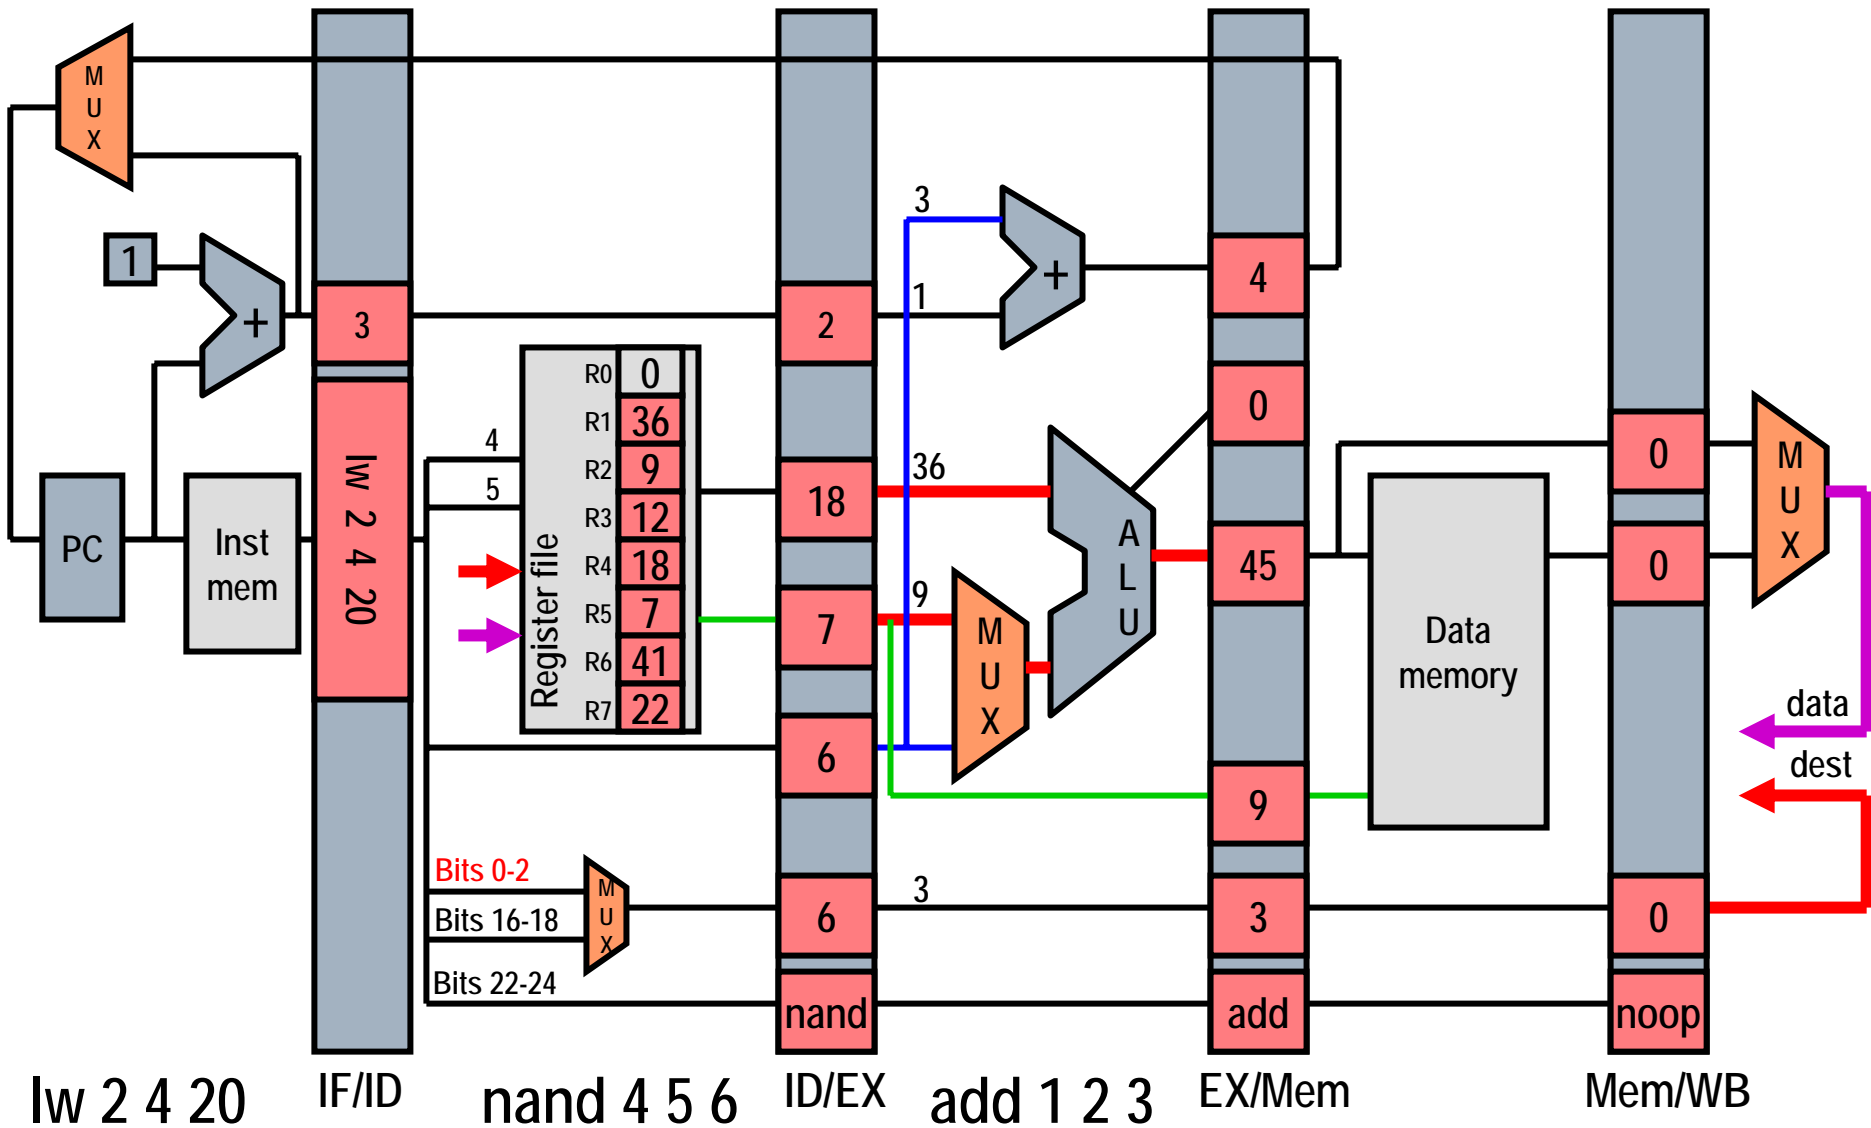 M
U
X
1
+
3
lw 2 4 20
PC
Inst
mem
4
5
Register file
R0 0
R1 36
R2 9
R3 12
R4 18
R5 7
R6 41
R7 22
Bits 0-2
Bits 16-18
Bits 22-24
M
U
X
2
18
7
6
6
nand
3
1
36
9
3
+
M
U
X
A
L
U
4
0
45
9
3
add
Data
memory
0
0
0
noop
M
U
X
data
dest
lw 2 4 20
IF/ID
nand 4 5 6
ID/EX
add 1 2 3
EX/Mem
Mem/WB